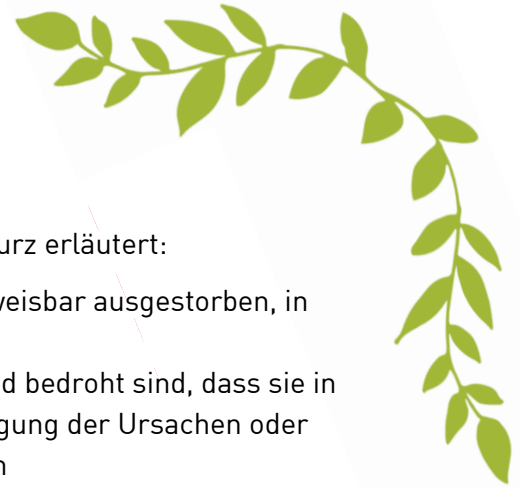 urz erläutert:
weisbar ausgestorben, in
d bedroht sind, dass sie in
gung der Ursachen oder
n